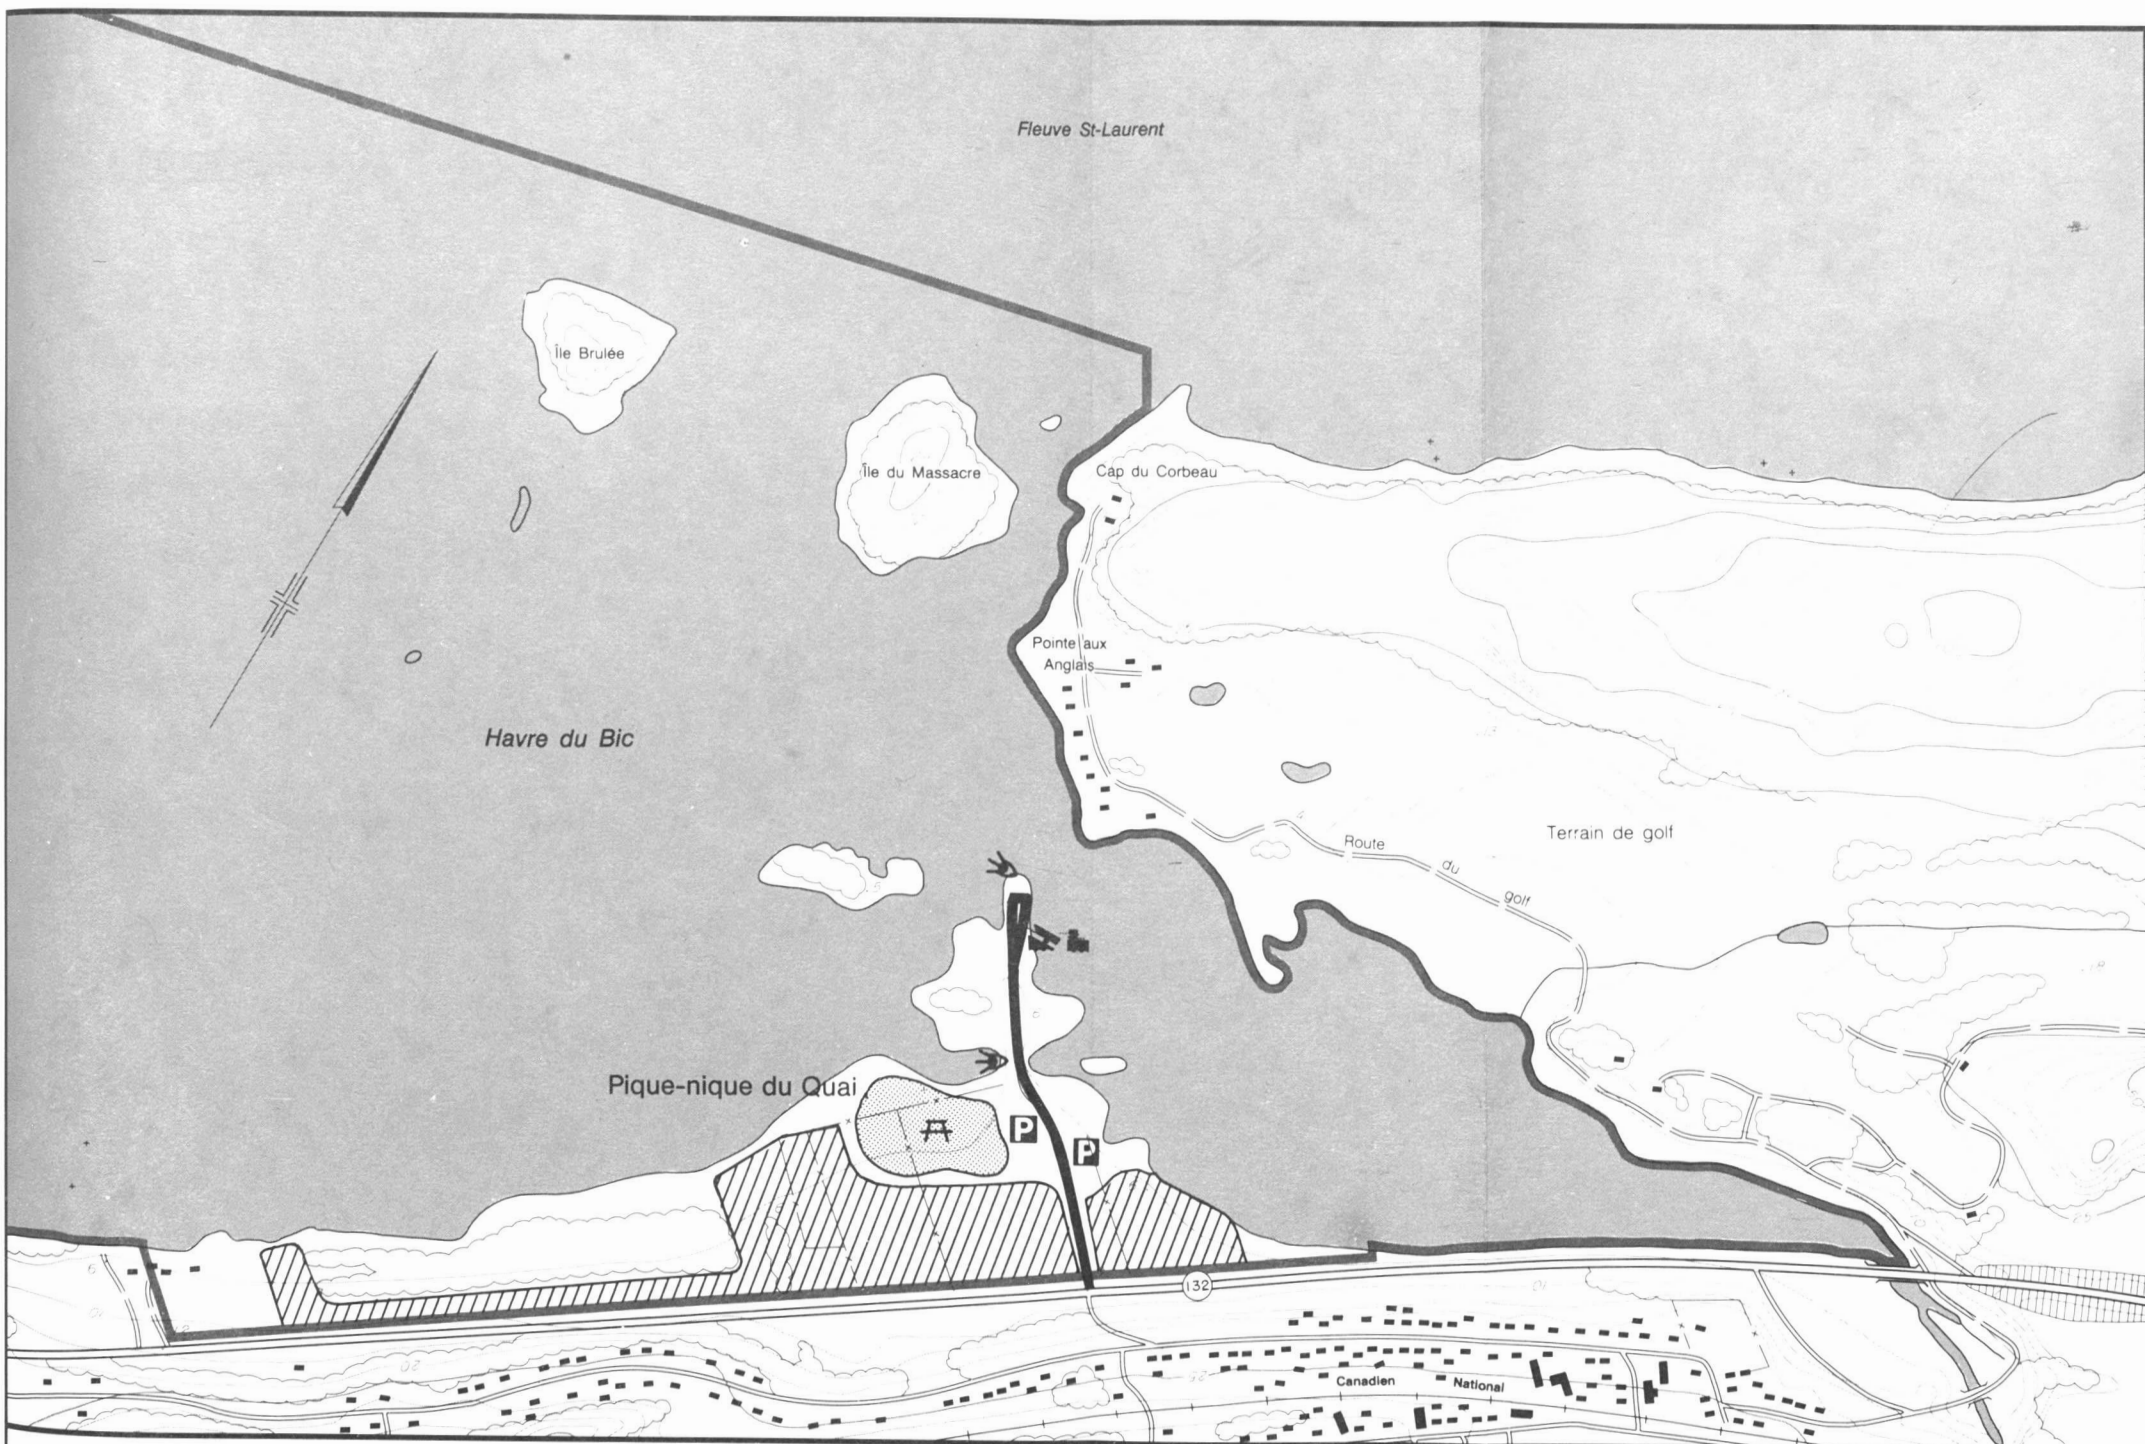 Fleuve St-Laurent
Île Brulée
Île du Massacre
Cap du Corbeau
Pointe aux
Anglais
Havre du Bic
Terrain de golf
Route du golf
Pique-nique du Quai
P
P
132
Canadien National